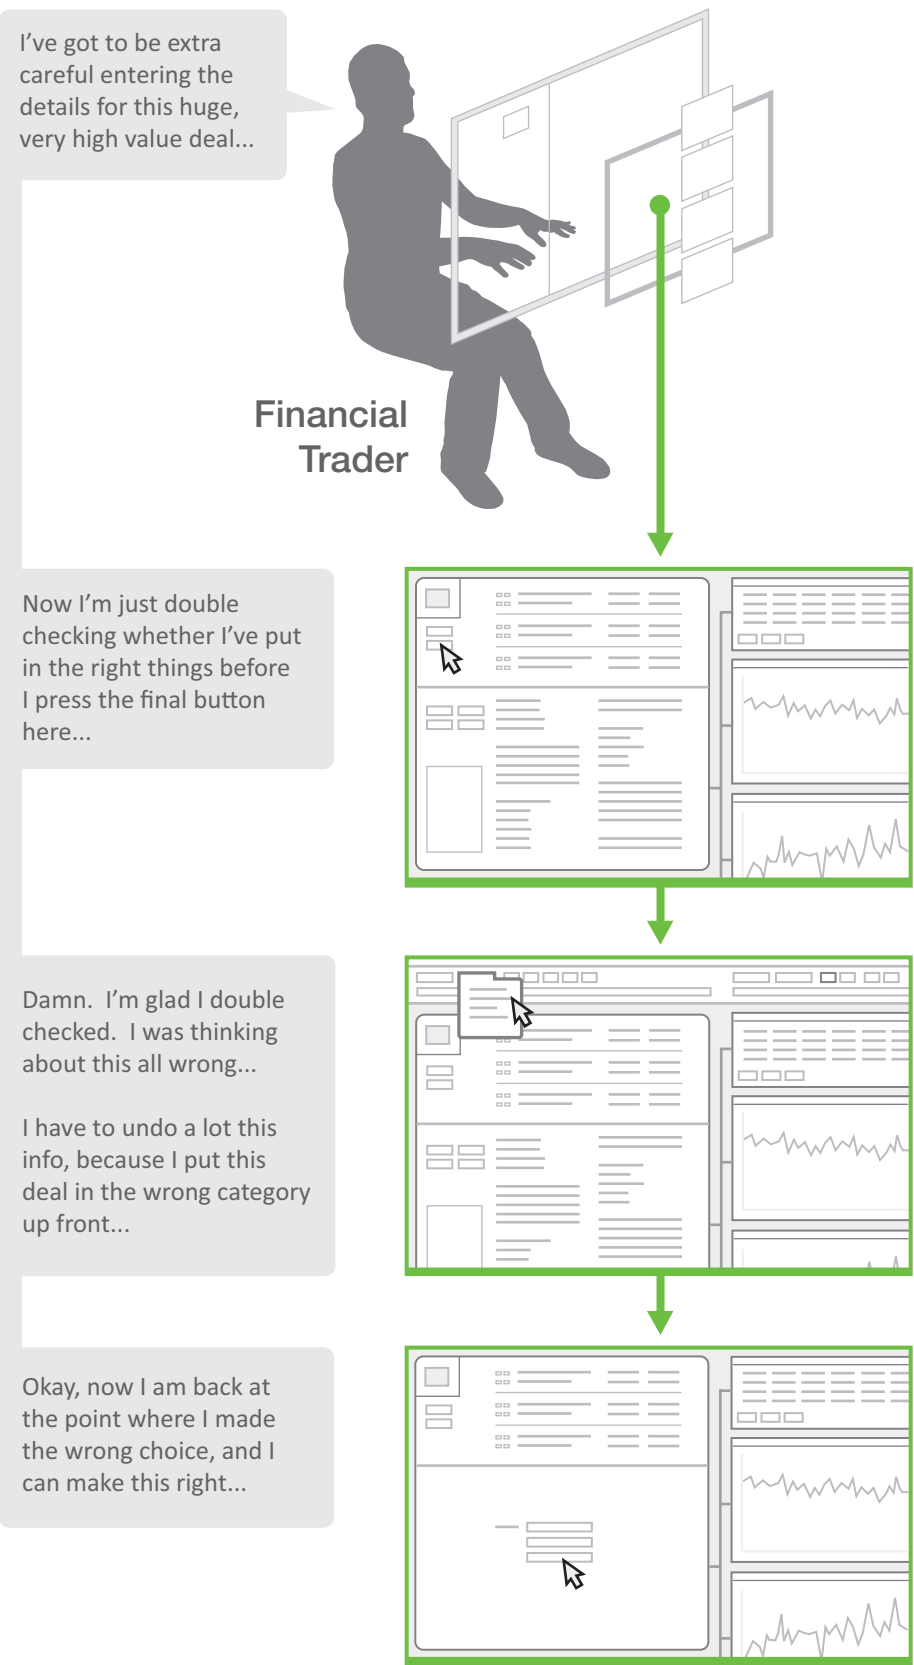 I've got to be extra
careful entering the
details for this huge,
very high value deal...
Financial
Trader
Now I'm just double
checking whether I've put
in the right things before
I press the final button
here...
Damn.  I'm glad I double
checked.  I was thinking
about this all wrong...
I have to undo a lot this
info, because I put this
deal in the wrong category
up front...
Okay, now I am back at
the point where I made
the wrong choice, and I
can make this right...